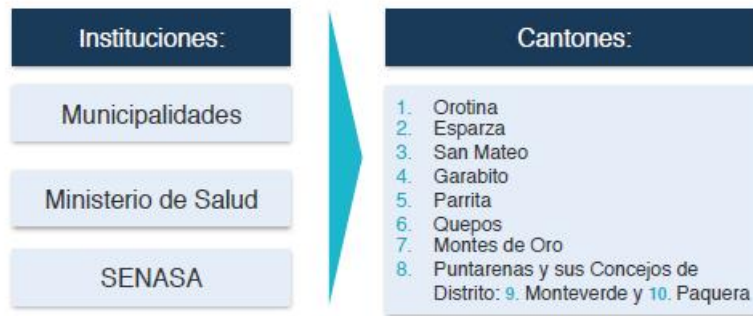 Instituciones:
Municipalidades
Ministerio de Salud
SENASA
Cantones:
1. Orotina
2. Esparza
3. San Mateo
4. Garabito
5. Parrita
6. Quepos
7. Montes de Oro
8. Puntarenas y sus Concejos de
Distrito: 9. Monteverde y 10. Paquera